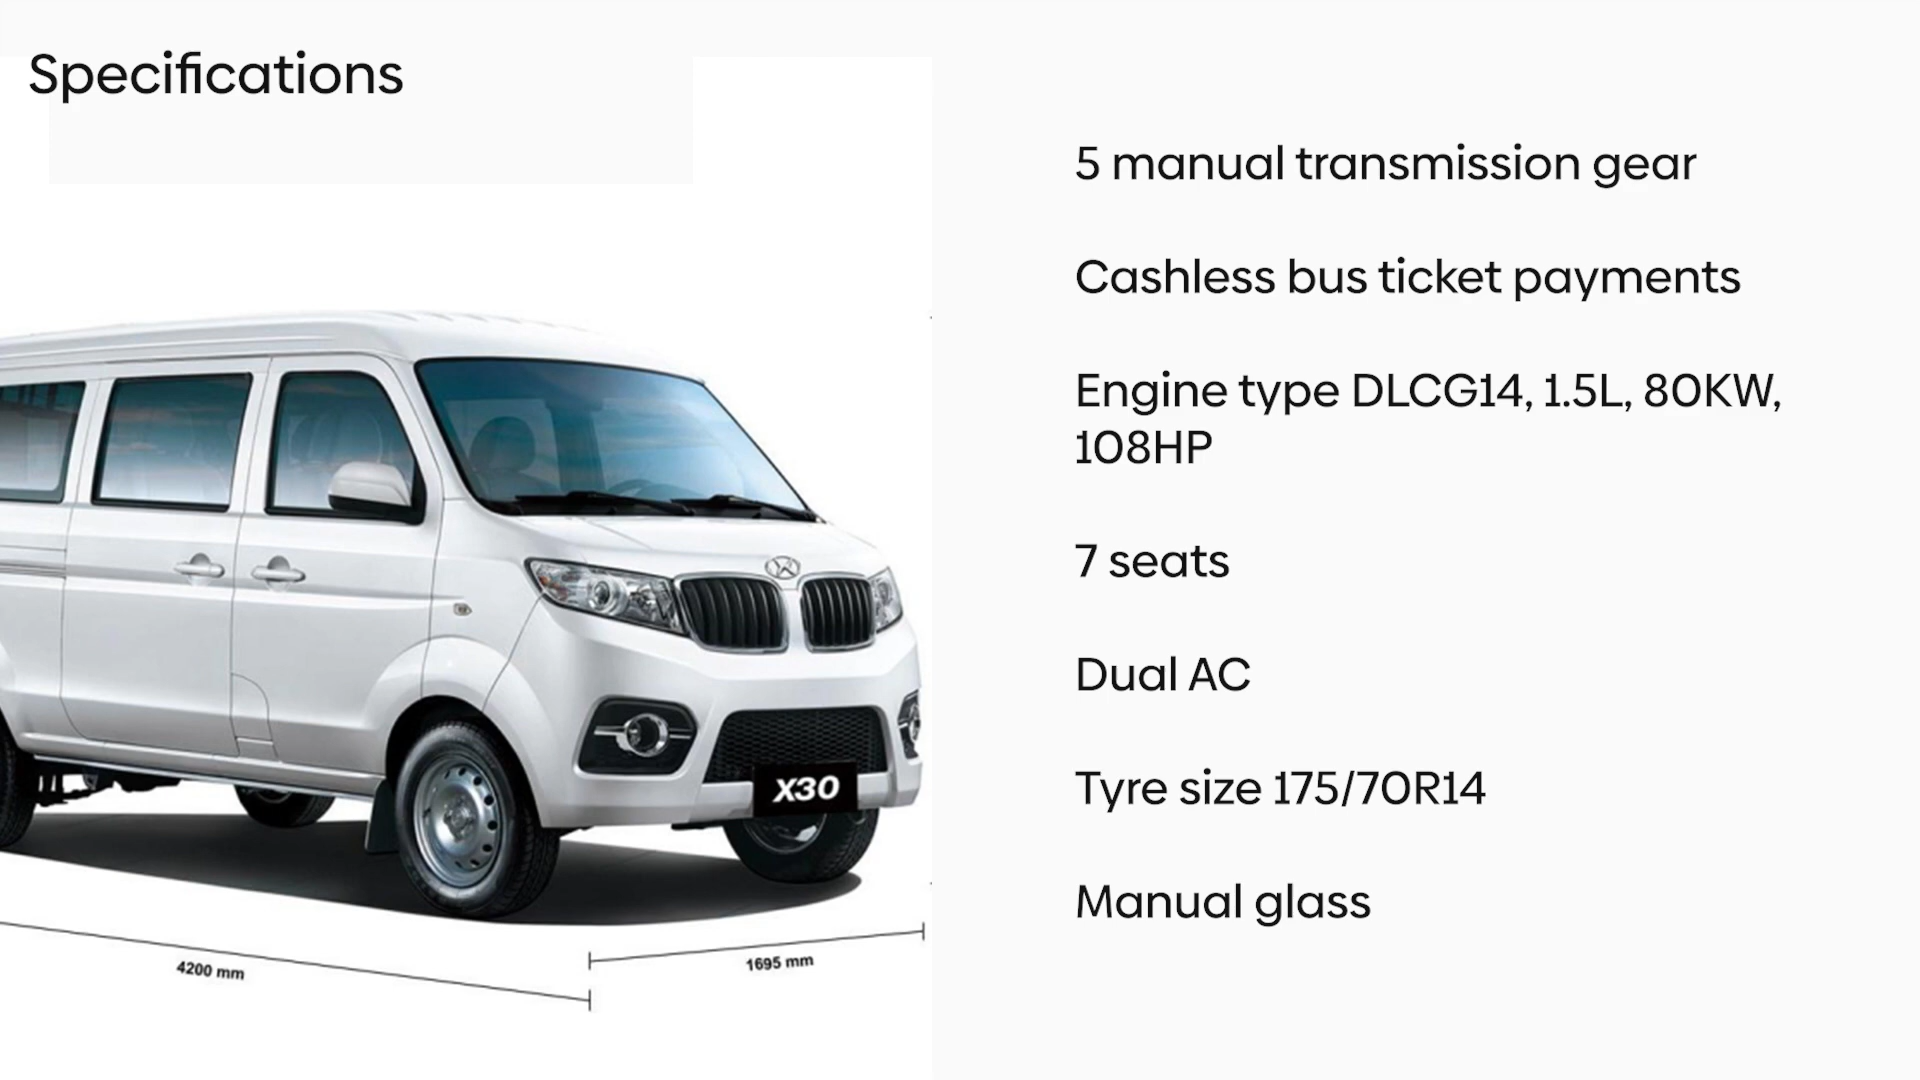 Specifications
5 manual transmission gear
Cashless bus ticket payments
Engine type DLCG14, 1.5L, 80KW,
108HP
7 seats
Dual AC
Tyre size 175/70R14
Manual glass
X30
4200 mm
1695 mm